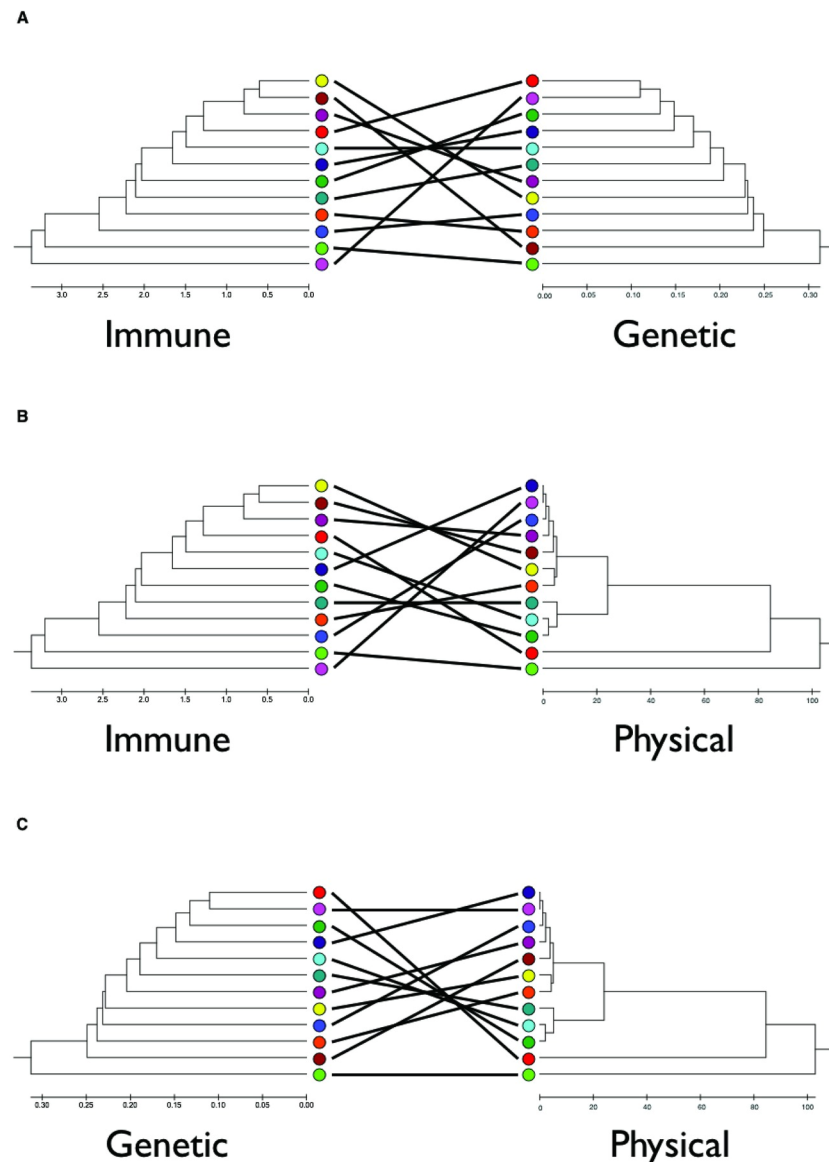 A
3.0 2.5 2.0 1.5 1.0 0.5 0.0 0.00 0.05 0.10 0.15 0.20 0.25 0.30
Immune Genetic
B
3.0 2.5 2.0 1.5 1.0 0.5 0.0 0 20 40 60 80 100
Immune Physical
C
0.30 0.25 0.20 0.15 0.10 0.05 0.00 0 20 40 60 80 100
Genetic Physical